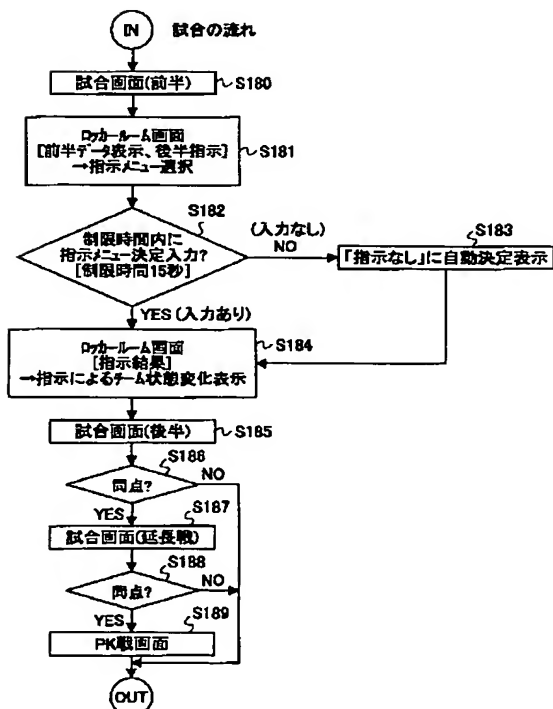 IN
試合の流れ
試合画面(前半)
S180
ロッカールーム画面
[前半データ表示、後半指示]
→指示メニュー選択
S181
S182
制限時間内に
指示メニュー決定入力?
[制限時間15秒]
(入力なし)
NO
S183
「指示なし」に自動決定表示
YES(入力あり)
S184
ロッカールーム画面
[指示結果]
→指示によるチーム状態変化表示
試合画面(後半)
S185
S186
同点?
NO
YES
S187
試合画面(延長戦)
S188
同点?
NO
YES
S189
PK戦画面
OUT